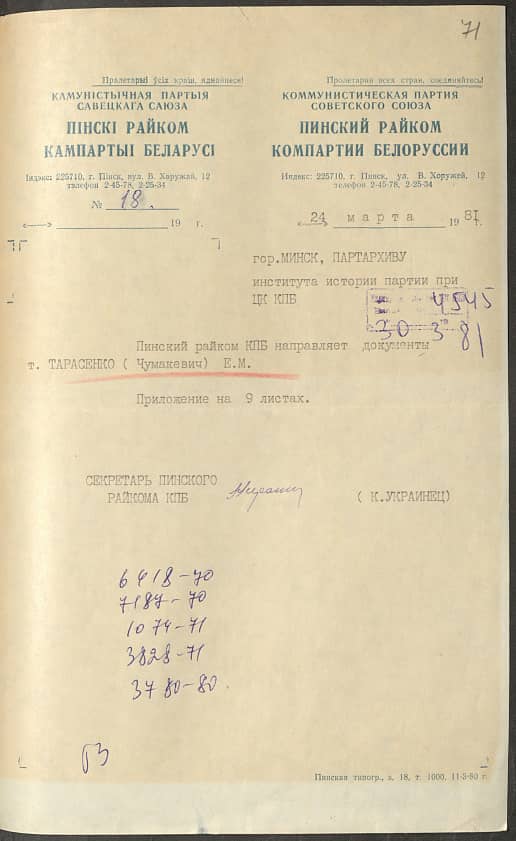 71
Пралетарыі ўсіх краін, яднайцеся!
КАМУНІСТЫЧНАЯ ПАРТЫЯ
САВЕЦКАГА САЮЗА
ПІНСКІ РАЙКОМ
КАМПАРТЫІ БЕЛАРУСІ
Індэкс: 225710, г. Пінск, вул. В. Харужай, 12
тэлефон 2-45-78, 2-25-34
№ 18.
19 г.
Пролетарии всех стран, соединяйтесь!
КОММУНИСТИЧЕСКАЯ ПАРТИЯ
СОВЕТСКОГО СОЮЗА
ПИНСКИЙ РАЙКОМ
КОМПАРТИИ БЕЛОРУССИИ
Индекс: 225710, г. Пинск, ул. В. Хоружей, 12
телефон 2-45-78, 2-25-34
24 марта 1981
гор.МИНСК, ПАРТАРХИВУ
института истории партии при
ЦК КПБ
4545
30 3 81
Пинский райком КПБ направляет документы
т. ТАРАСЕНКО ( Чумакевич) Е.М.
Приложение на 9 листах.
СЕКРЕТАРЬ ПИНСКОГО
РАЙКОМА КПБ
( К.УКРАИНЕЦ)
6418-70
7187-70
1074-71
3828-71
3780-80.
Пинская типогр., з. 18, т. 1000, 11-3-80 г.